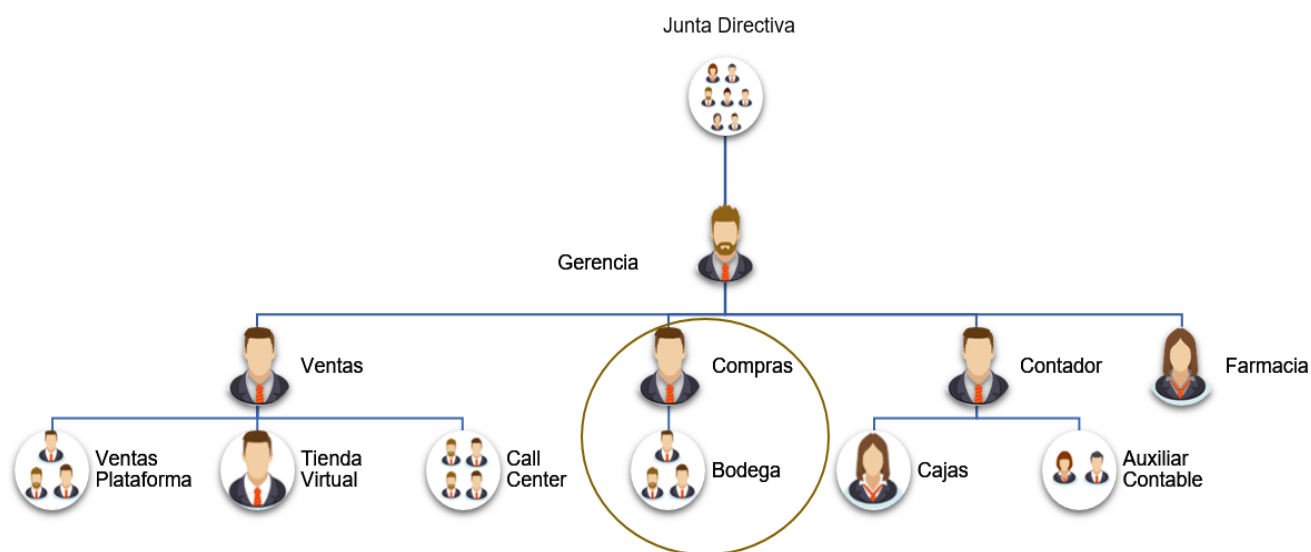 Junta Directiva
Gerencia
Ventas
Compras
Contador
Farmacia
Ventas
Plataforma
Tienda
Virtual
Call
Center
Bodega
Cajas
Auxiliar
Contable